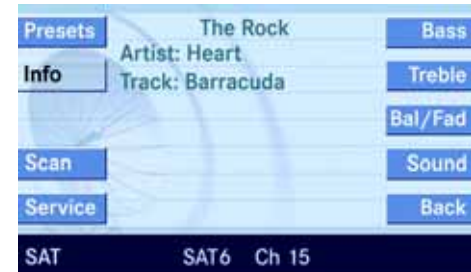 Presets
The Rock
Bass
Info
Artist: Heart
Track: Barracuda
Treble
Bal/Fad
Scan
Sound
Service
Back
SAT SAT6 Ch 15